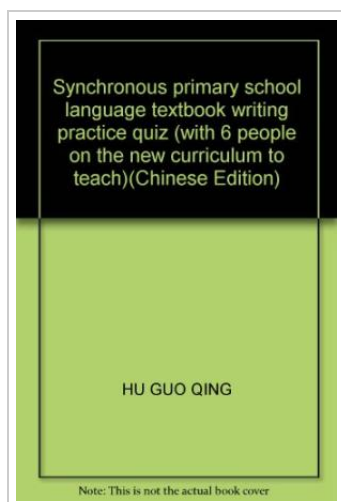 Synchronous primary school
language textbook writing
practice quiz (with 6 people
on the new curriculum to
teach)(Chinese Edition)
HU GUO QING
Note: This is not the actual book cover